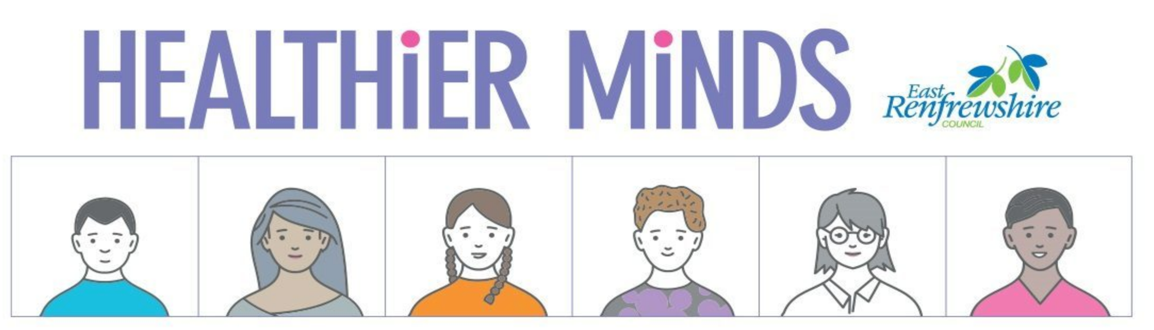 HEALTHiER MiNDS
East
Renfrewshire
COUNCIL